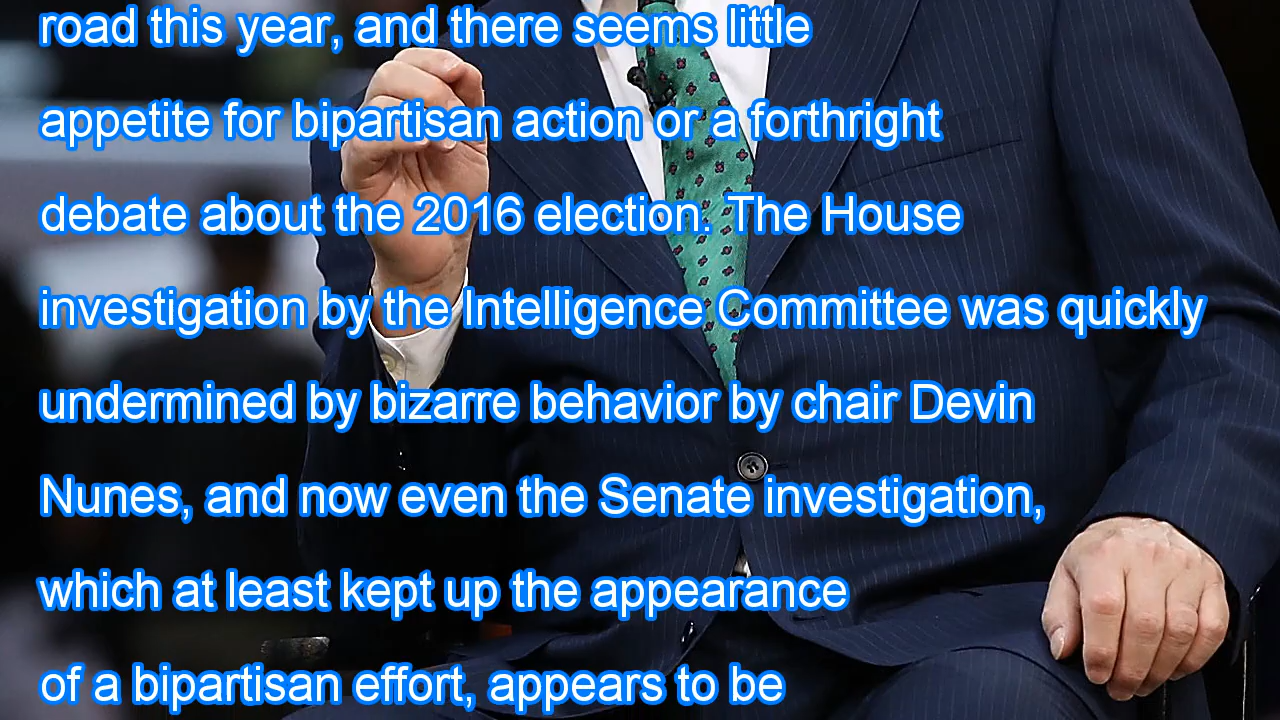 road this year, and there seems little
appetite for bipartisan action or a forthright
debate about the 2016 election. The House
investigation by the Intelligence Committee was quickly
undermined by bizarre behavior by chair Devin
Nunes, and now even the Senate investigation,
which at least kept up the appearance
of a bipartisan effort, appears to be